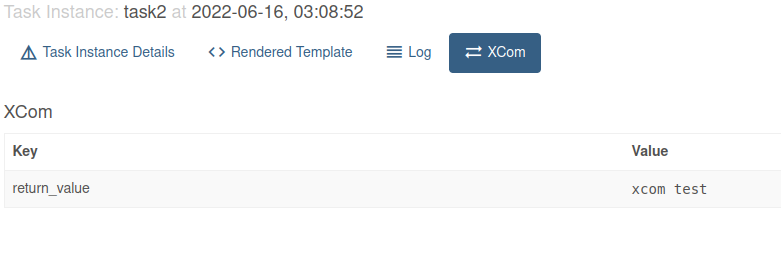 Task Instance: task2 at 2022-06-16, 03:08:52
Task Instance Details Rendered Template Log XCom
XCom
Key Value
return_value xcom test